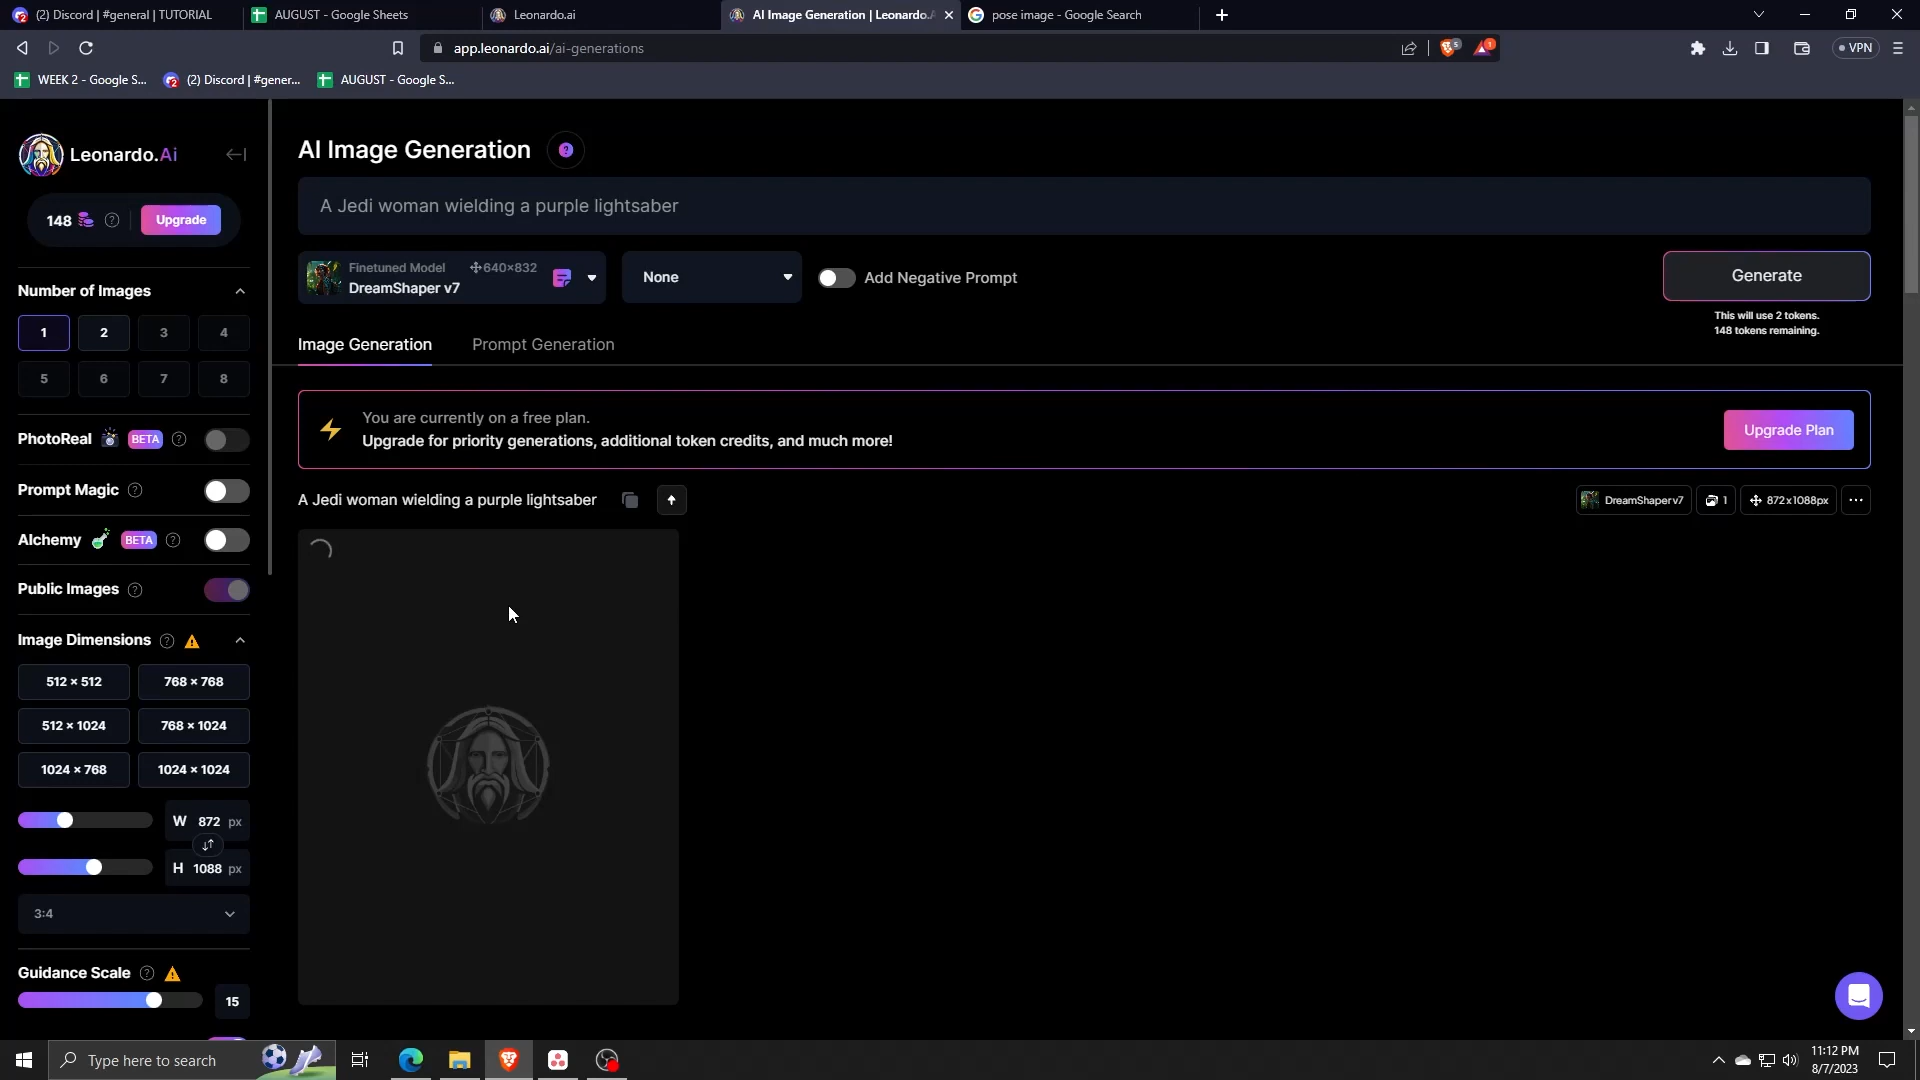 (2) Discord | #general | TUTORIAL
AUGUST - Google Sheets
Leonardo.ai
AI Image Generation | Leonardo.
pose image - Google Search
app.leonardo.ai/ai-generations
5
1
VPN
WEEK 2 - Google S...
(2) Discord | #gener...
AUGUST - Google S...
Leonardo.Ai
148
Upgrade
Number of Images
1 2 3 4
5 6 7 8
PhotoReal BETA
Prompt Magic
Alchemy BETA
Public Images
Image Dimensions
512 × 512 768 × 768
512 × 1024 768 × 1024
1024 × 768 1024 × 1024
W 872 px
H 1088 px
3:4
Guidance Scale
15
AI Image Generation
A Jedi woman wielding a purple lightsaber
Finetuned Model 640×832
DreamShaper v7
None
Add Negative Prompt
Generate
This will use 2 tokens.
148 tokens remaining.
Image Generation Prompt Generation
You are currently on a free plan.
Upgrade for priority generations, additional token credits, and much more!
Upgrade Plan
A Jedi woman wielding a purple lightsaber
DreamShaper v7
1
872x1088px
Type here to search
11:12 PM
8/7/2023